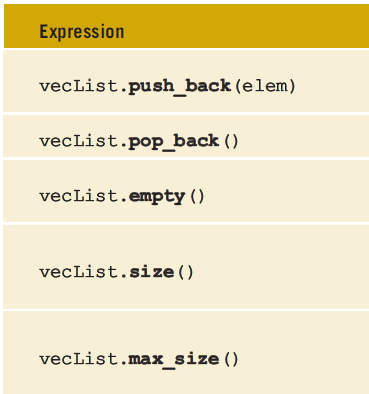 Expression
vecList.push_back(elem)
vecList.pop_back()
vecList.empty()
vecList.size()
vecList.max_size()